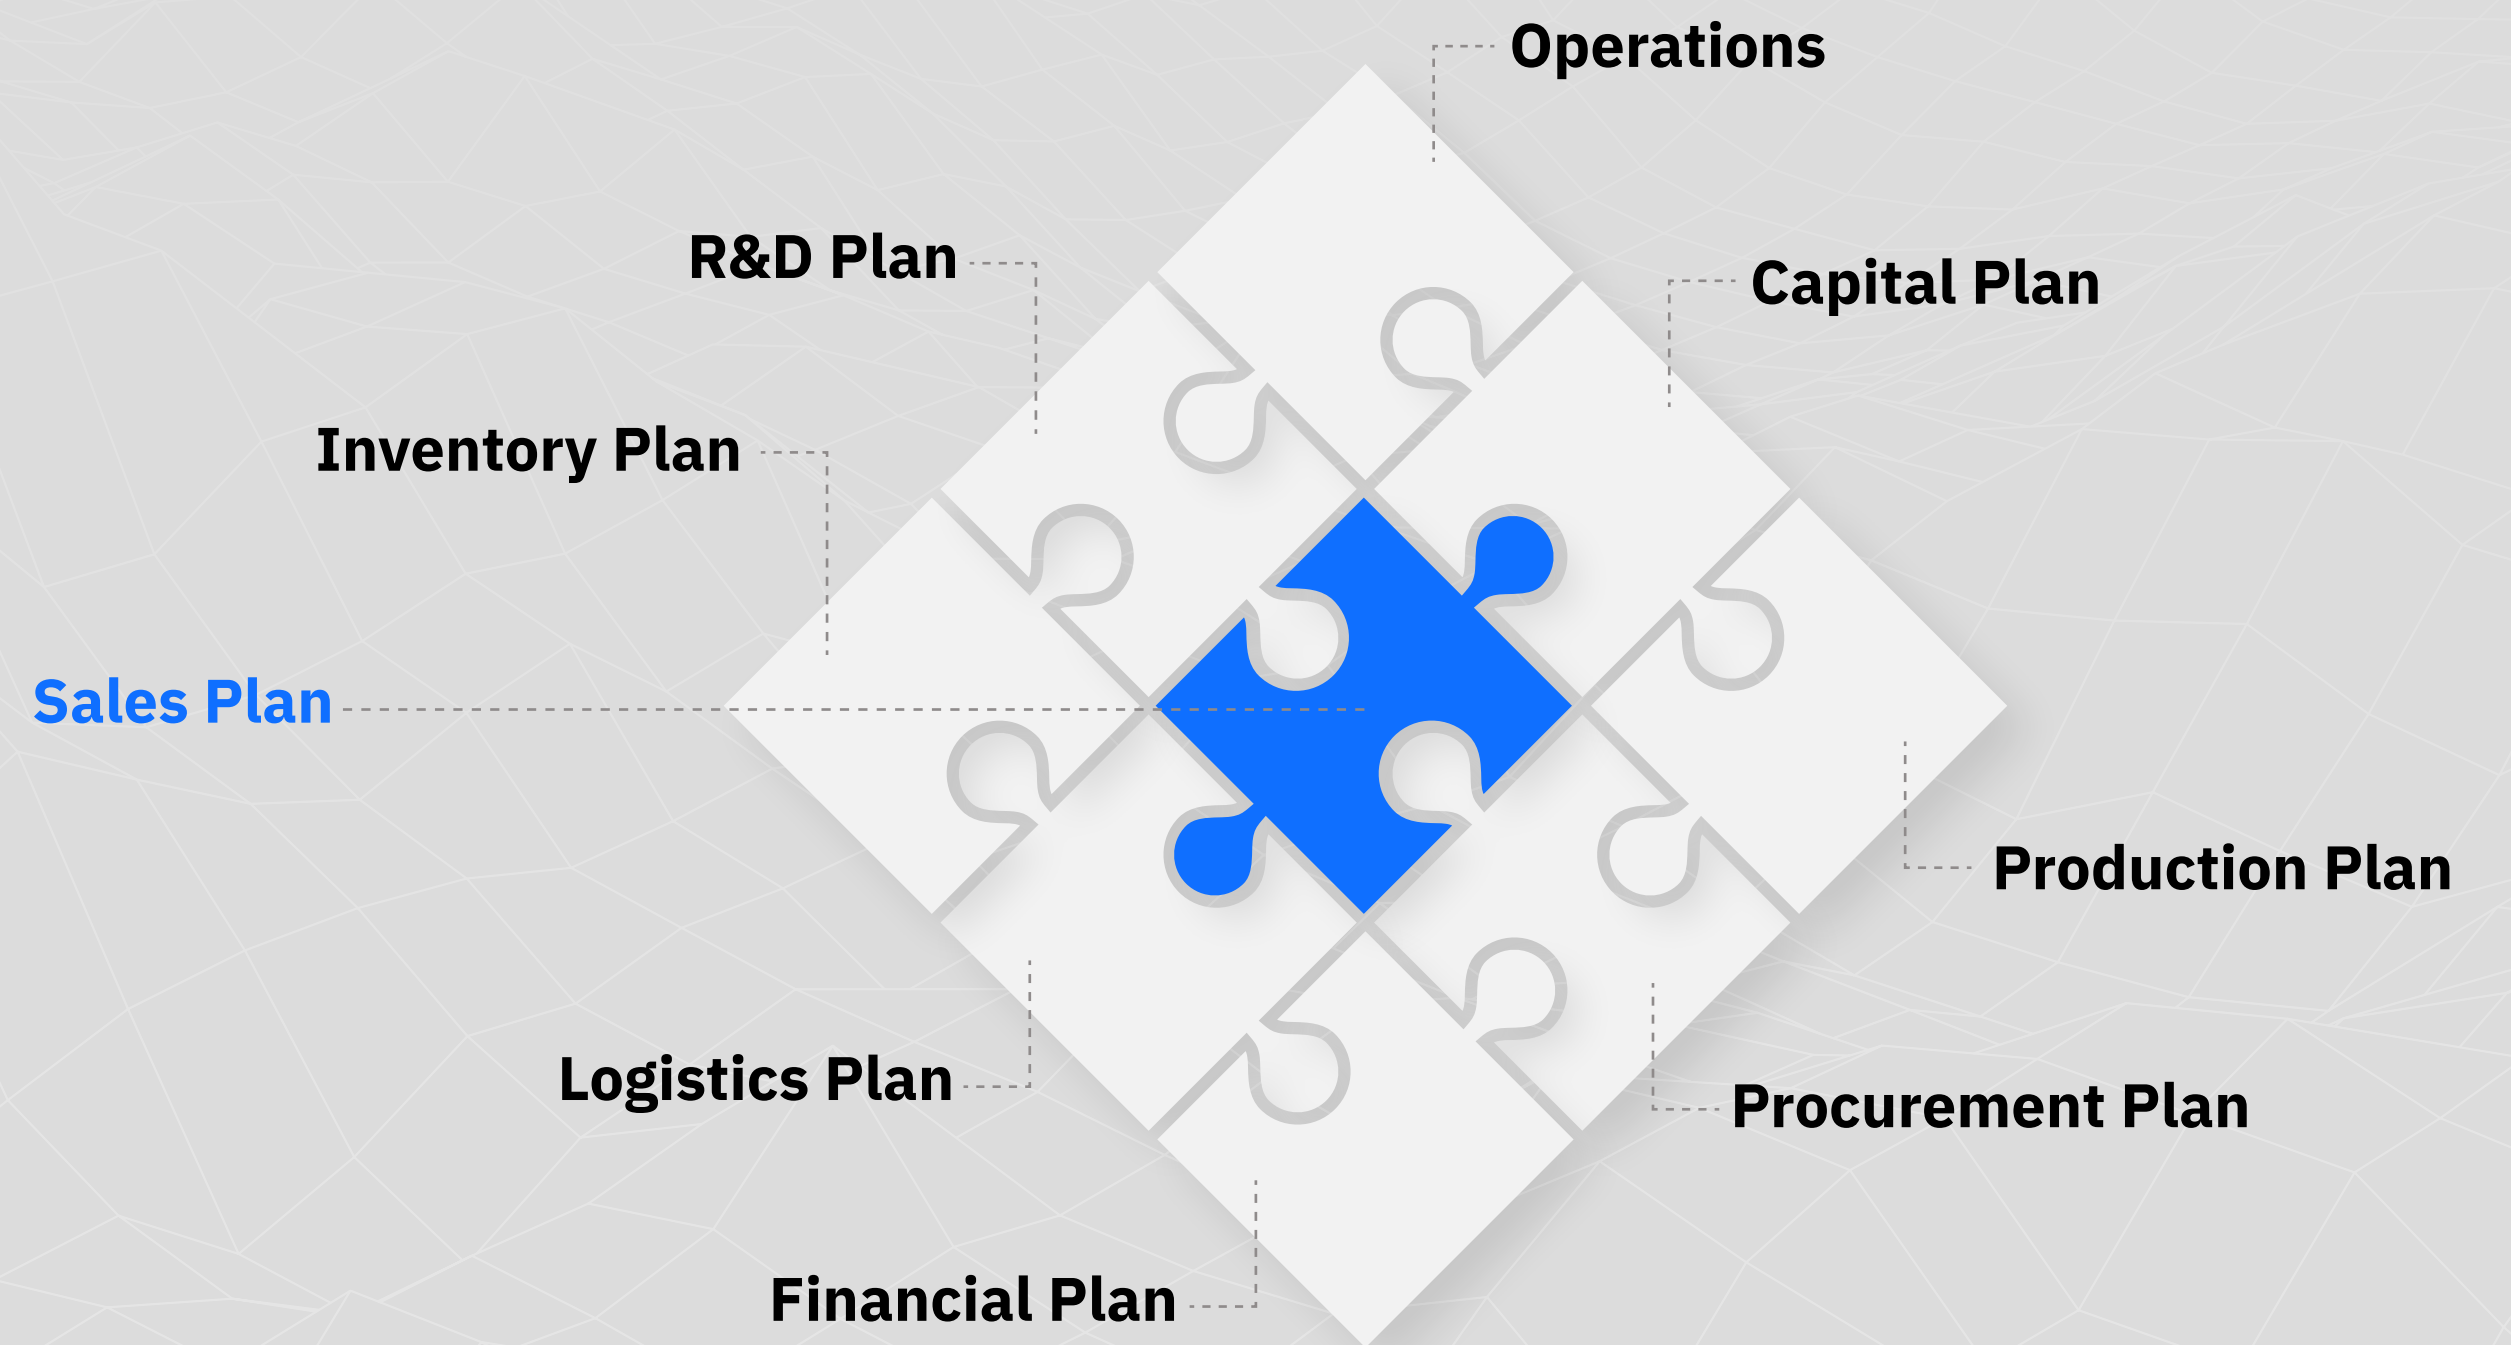 Operations
R&D Plan
Capital Plan
Inventory Plan
Sales Plan
Production Plan
Logistics Plan
Procurement Plan
Financial Plan